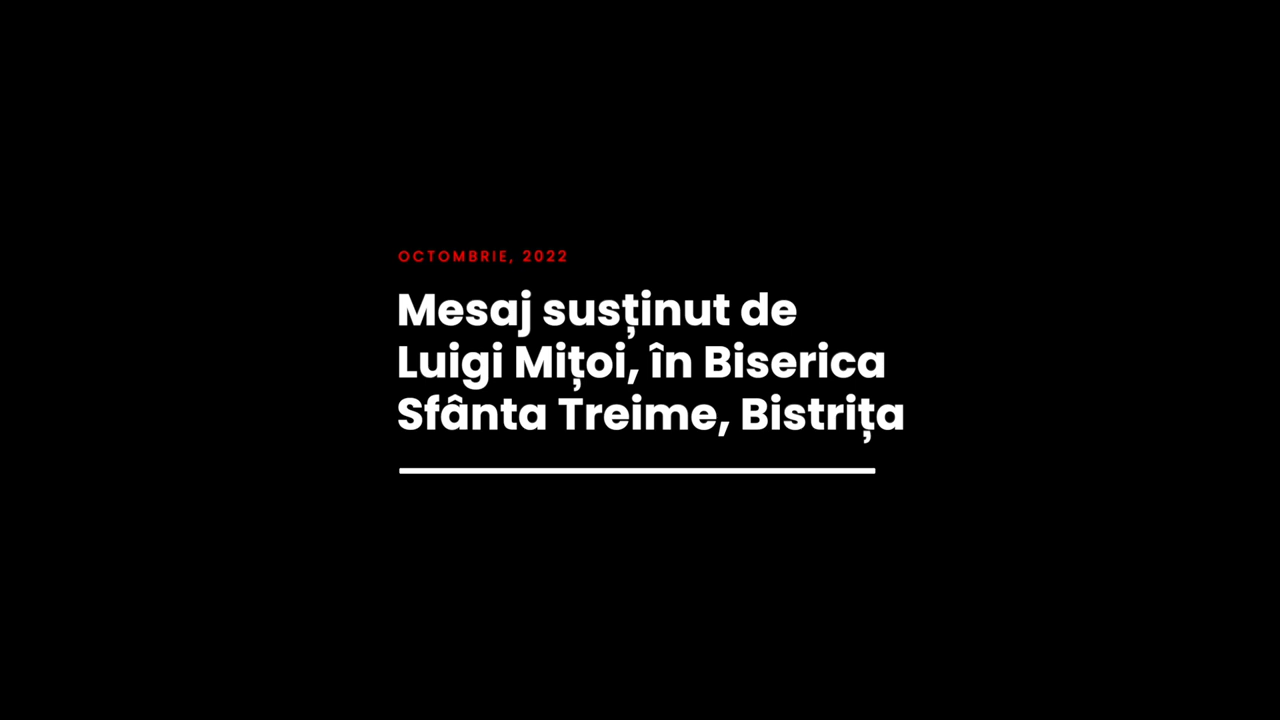 OCTOMBRIE, 2022
Mesaj susținut de
Luigi Mițoi, în Biserica
Sfânta Treime, Bistrița